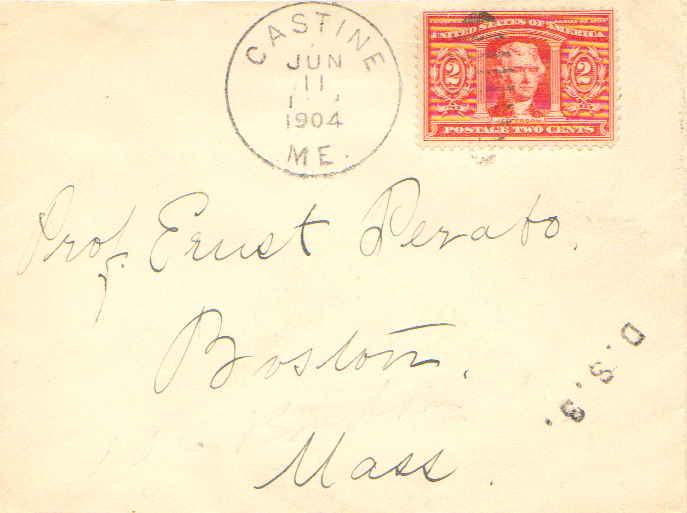 CASTINE
JUN
11
1904
ME.
UNITED STATES OF AMERICA
2 2
JEFFERSON
POSTAGE TWO CENTS
Prof. Ernst Perabo.
Boston.
Mass.